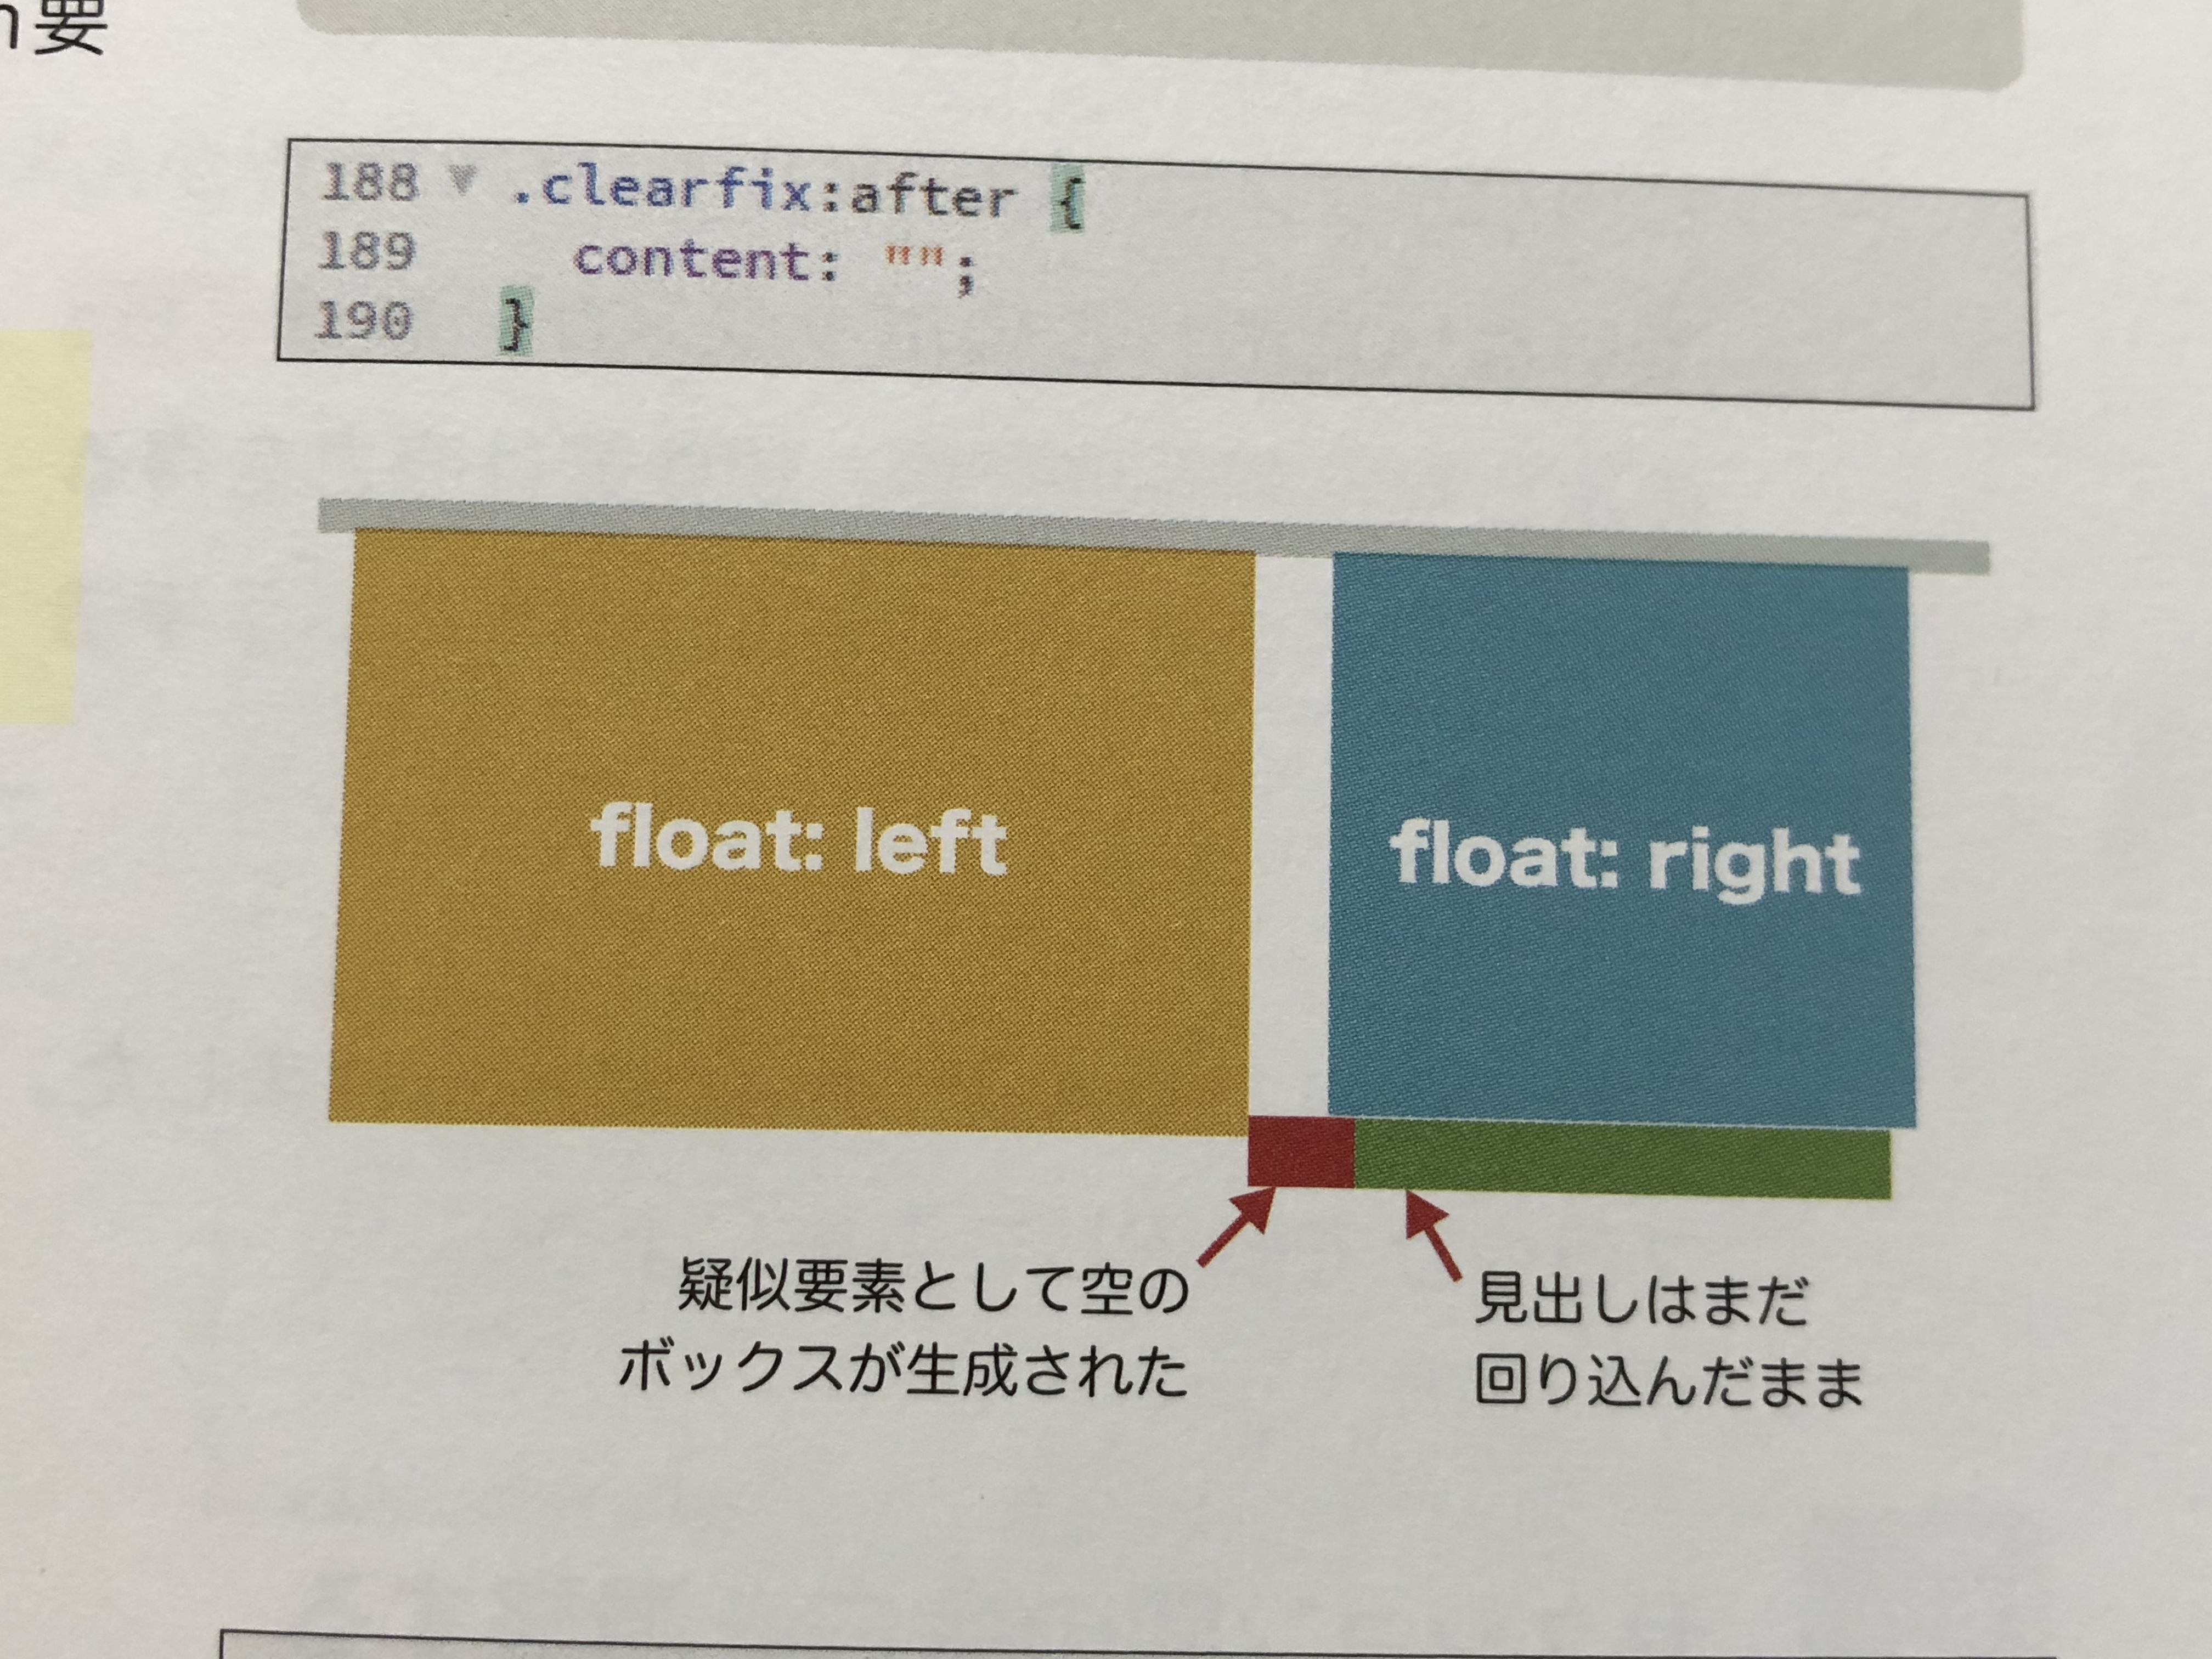 要
188 ▼ .clearfix:after {
189 content: "";
190 }
float: left
float: right
疑似要素として空の
ボックスが生成された
見出しはまだ
回り込んだまま